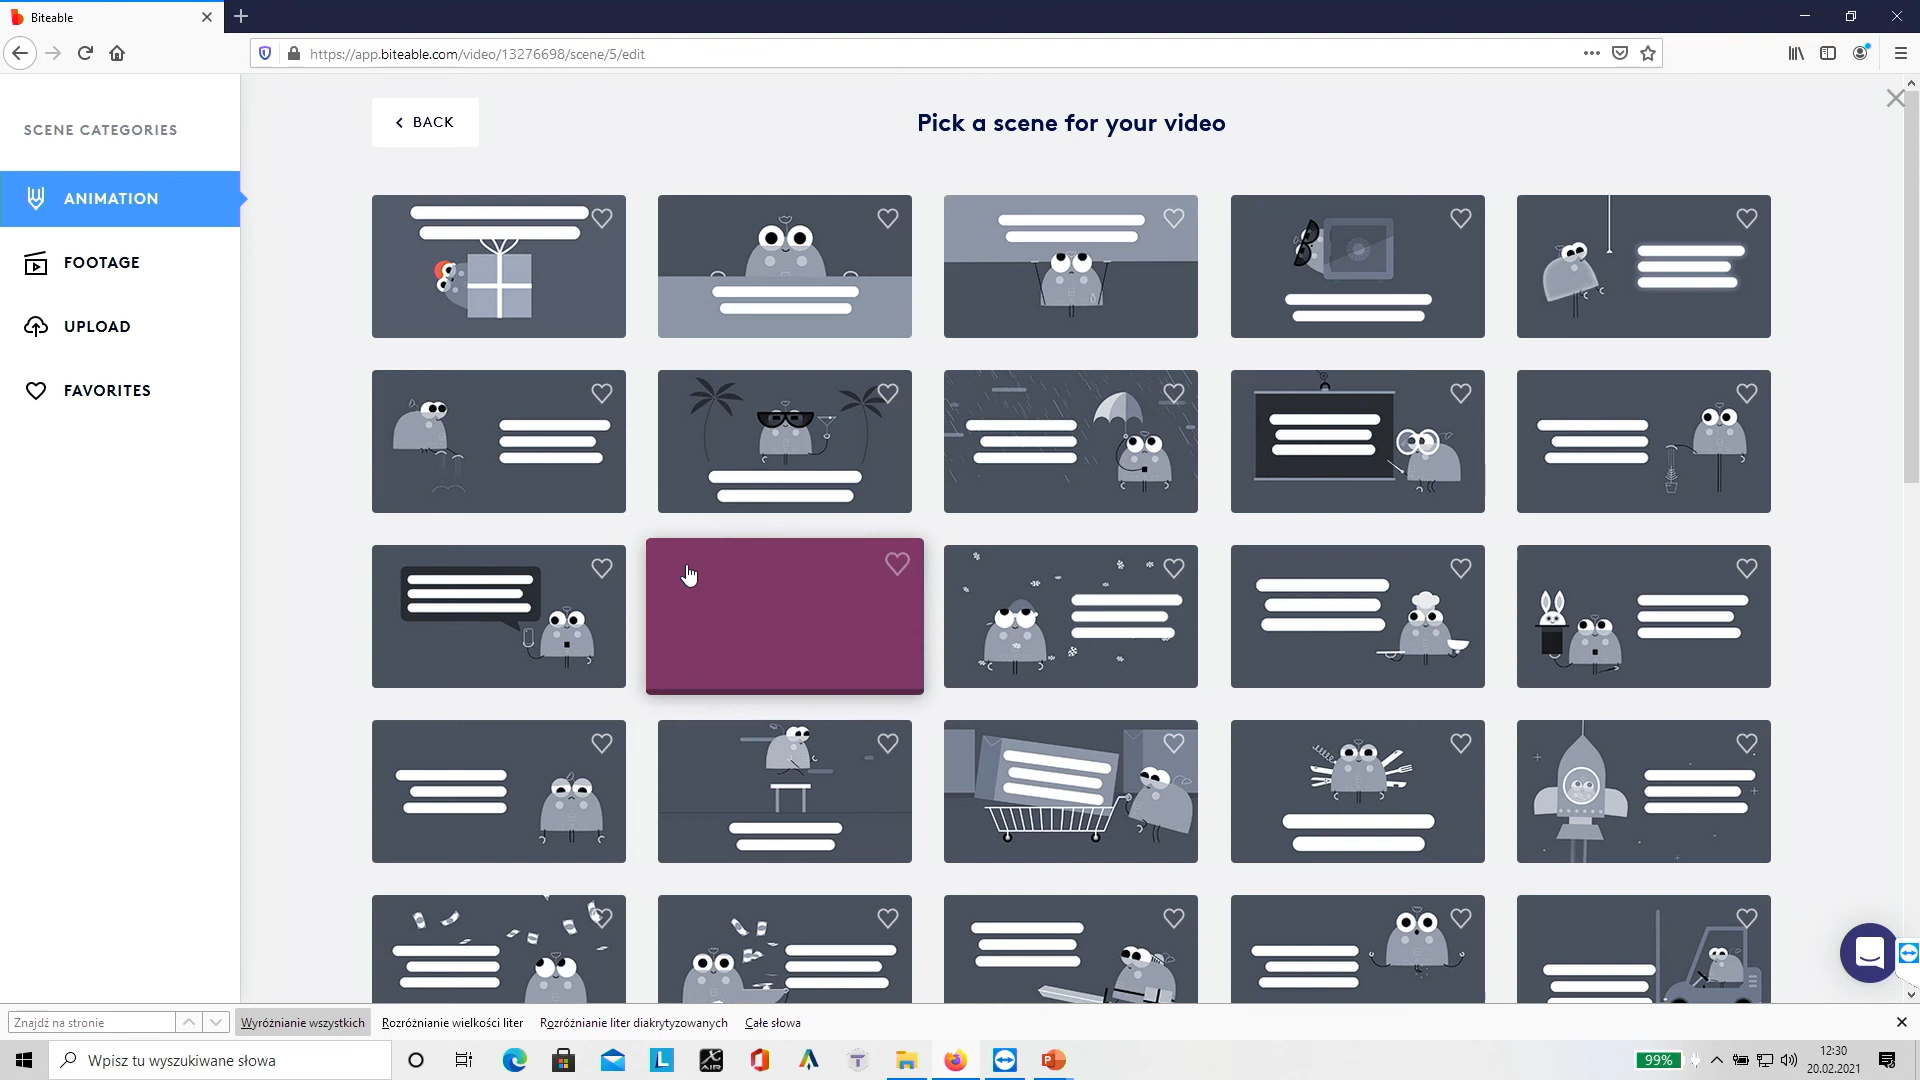 Biteable
https://app.biteable.com/video/13276698/scene/5/edit
SCENE CATEGORIES
BACK
Pick a scene for your video
ANIMATION
FOOTAGE
UPLOAD
FAVORITES
Znajdź na stronie
Wyróżnianie wszystkich
Rozróżnianie wielkości liter
Rozróżnianie liter diakrytyzowanych
Całe słowa
Wpisz tu wyszukiwane słowa
L
AIR
99%
12:30
20.02.2021